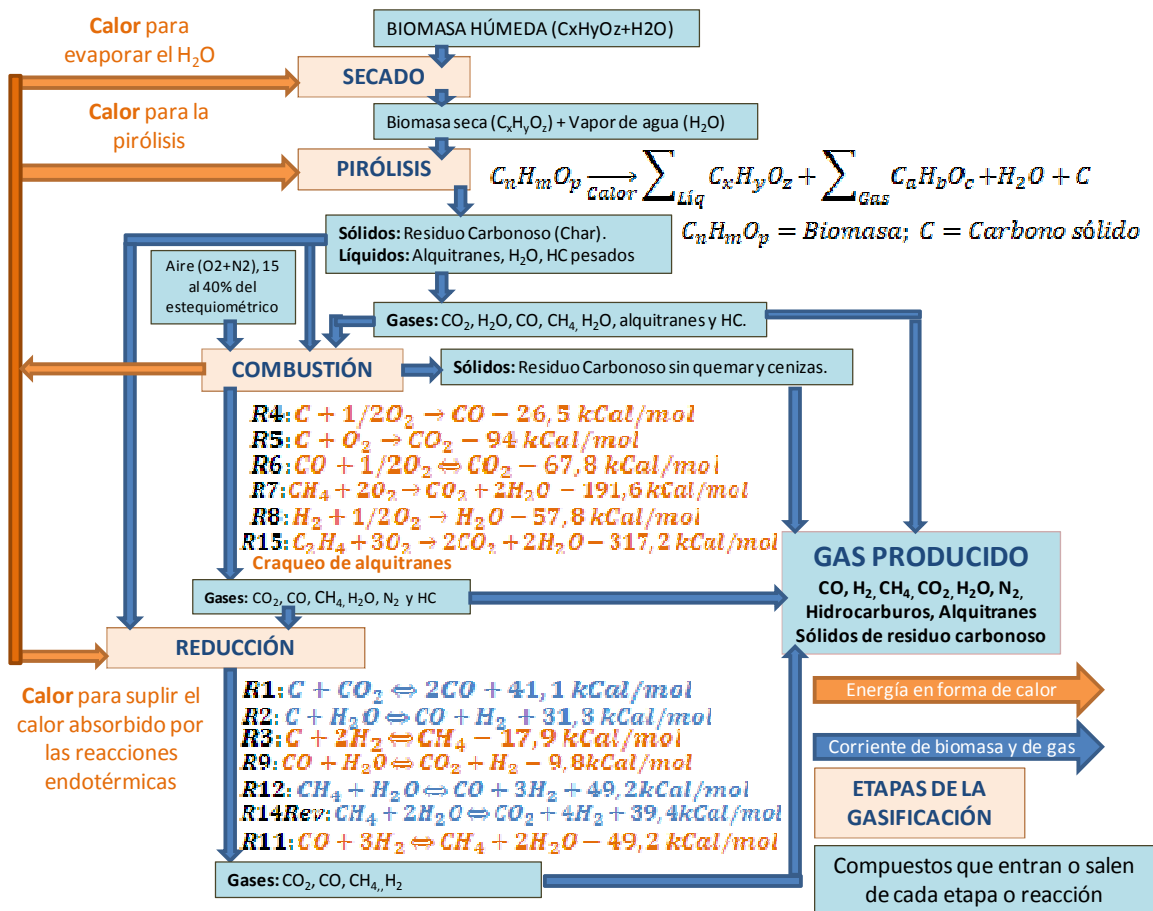 Calor para
evaporar el H₂O
BIOMASA HÚMEDA (CxHyOz+H2O)
SECADO
Calor para la
pirólisis
Biomasa seca (CₓHᵧO_z) + Vapor de agua (H₂O)
PIRÓLISIS
CₙHₘOₚ →Calor ∑Líq CₓHᵧO_z + ∑Gas CₐH_bO_c +H₂O + C
CₙHₘOₚ = Biomasa; C = Carbono sólido
Sólidos: Residuo Carbonoso (Char).
Líquidos: Alquitranes, H₂O, HC pesados
Aire (O2+N2), 15
al 40% del
estequiométrico
Gases: CO₂, H₂O, CO, CH₄, H₂O, alquitranes y HC.
COMBUSTIÓN
Sólidos: Residuo Carbonoso sin quemar y cenizas.
R4: C + 1/2O₂ → CO − 26,5 kCal/mol
R5: C + O₂ → CO₂ − 94 kCal/mol
R6: CO + 1/2O₂ ⇔ CO₂ − 67,8 kCal/mol
R7: CH₄ + 2O₂ → CO₂ + 2H₂O − 191,6 kCal/mol
R8: H₂ + 1/2O₂ → H₂O − 57,8 kCal/mol
R15: C₂H₄ + 3O₂ → 2CO₂ + 2H₂O − 317,2 kCal/mol
Craqueo de alquitranes
Gases: CO₂, CO, CH₄, H₂O, N₂ y HC
GAS PRODUCIDO
CO, H₂, CH₄, CO₂, H₂O, N₂,
Hidrocarburos, Alquitranes
Sólidos de residuo carbonoso
REDUCCIÓN
Calor para suplir el
calor absorbido por
las reacciones
endotérmicas
R1: C + CO₂ ⇔ 2CO + 41,1 kCal/mol
R2: C + H₂O ⇔ CO + H₂ + 31,3 kCal/mol
R3: C + 2H₂ ⇔ CH₄ − 17,9 kCal/mol
R9: CO + H₂O ⇔ CO₂ + H₂ − 9,8kCal/mol
R12: CH₄ + H₂O ⇔ CO + 3H₂ + 49,2kCal/mol
R14Rev: CH₄ + 2H₂O ⇔ CO₂ + 4H₂ + 39,4kCal/mol
R11: CO + 3H₂ ⇔ CH₄ + 2H₂O − 49,2 kCal/mol
Gases: CO₂, CO, CH₄,, H₂
Energía en forma de calor
Corriente de biomasa y de gas
ETAPAS DE LA
GASIFICACIÓN
Compuestos que entran o salen
de cada etapa o reacción